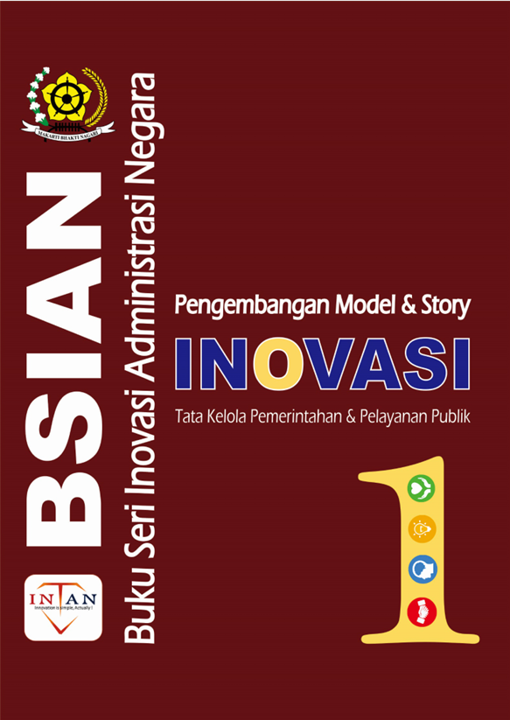 MAKARTI BHAKTI NAGARI
BSIAN
Buku Seri Inovasi Administrasi Negara
Pengembangan Model & Story
INOVASI
Tata Kelola Pemerintahan & Pelayanan Publik
1
INTAN
Innovation is simple, Actually !